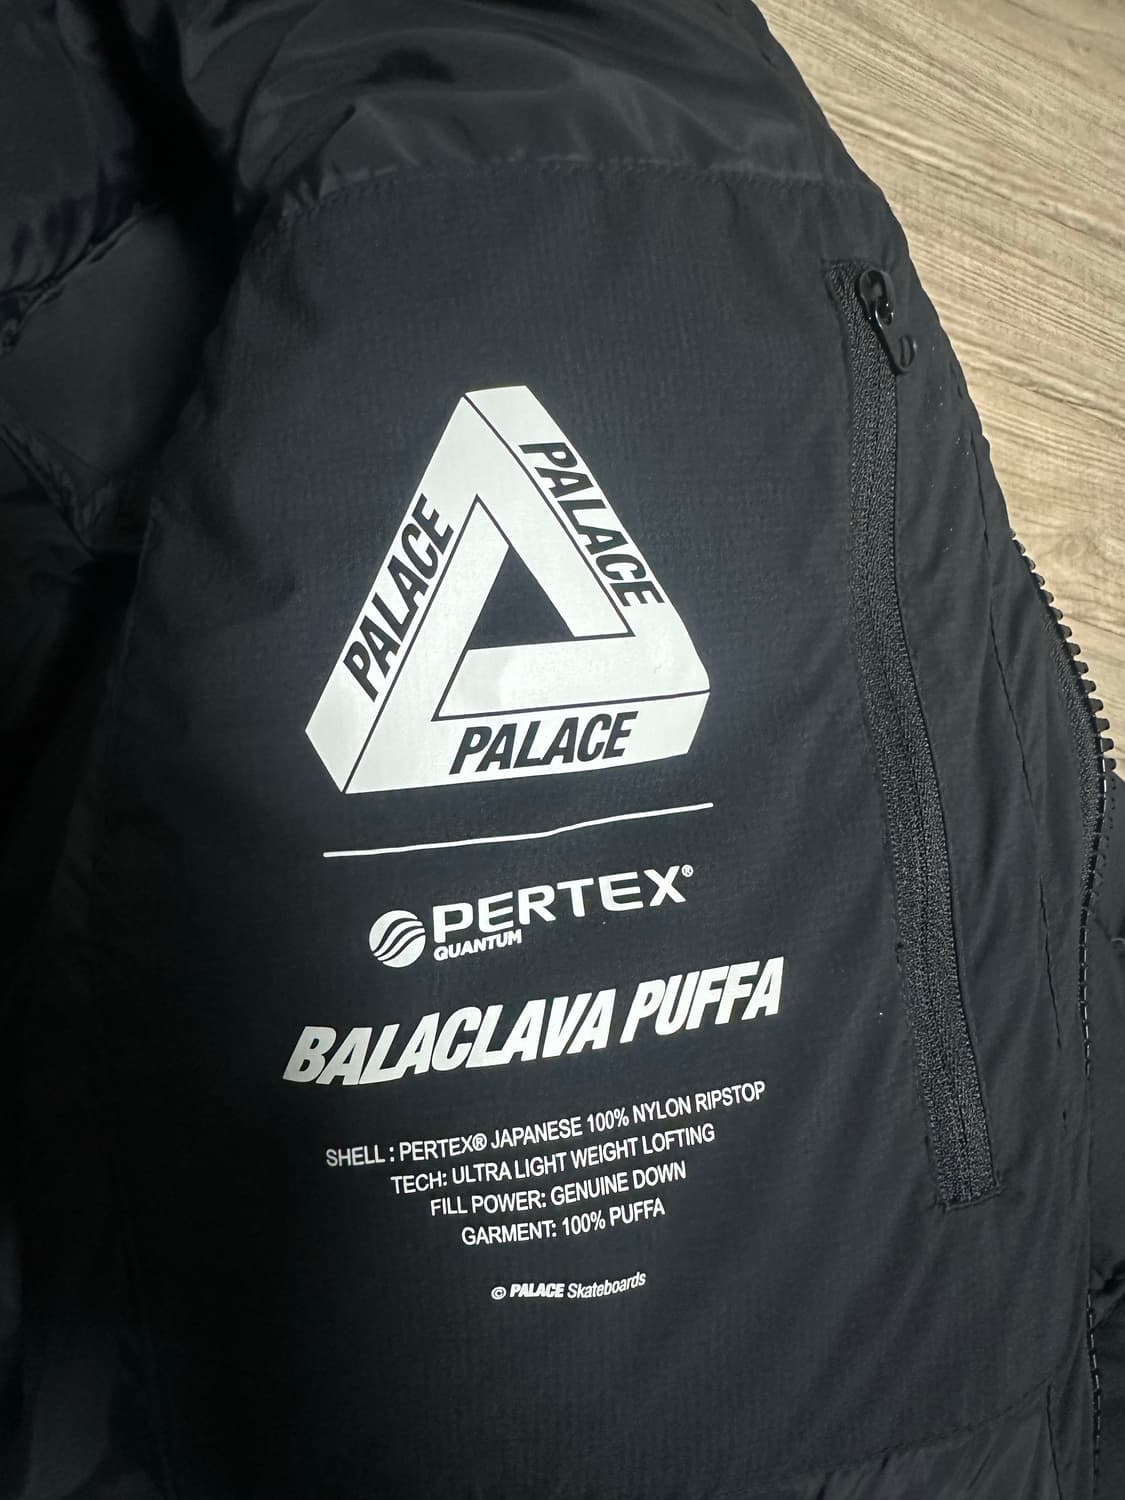 PALACE
PALACE
PALACE
PERTEX®
QUANTUM
BALACLAVA PUFFA
SHELL : PERTEX® JAPANESE 100% NYLON RIPSTOP
TECH: ULTRA LIGHT WEIGHT LOFTING
FILL POWER: GENUINE DOWN
GARMENT: 100% PUFFA
© PALACE Skateboards